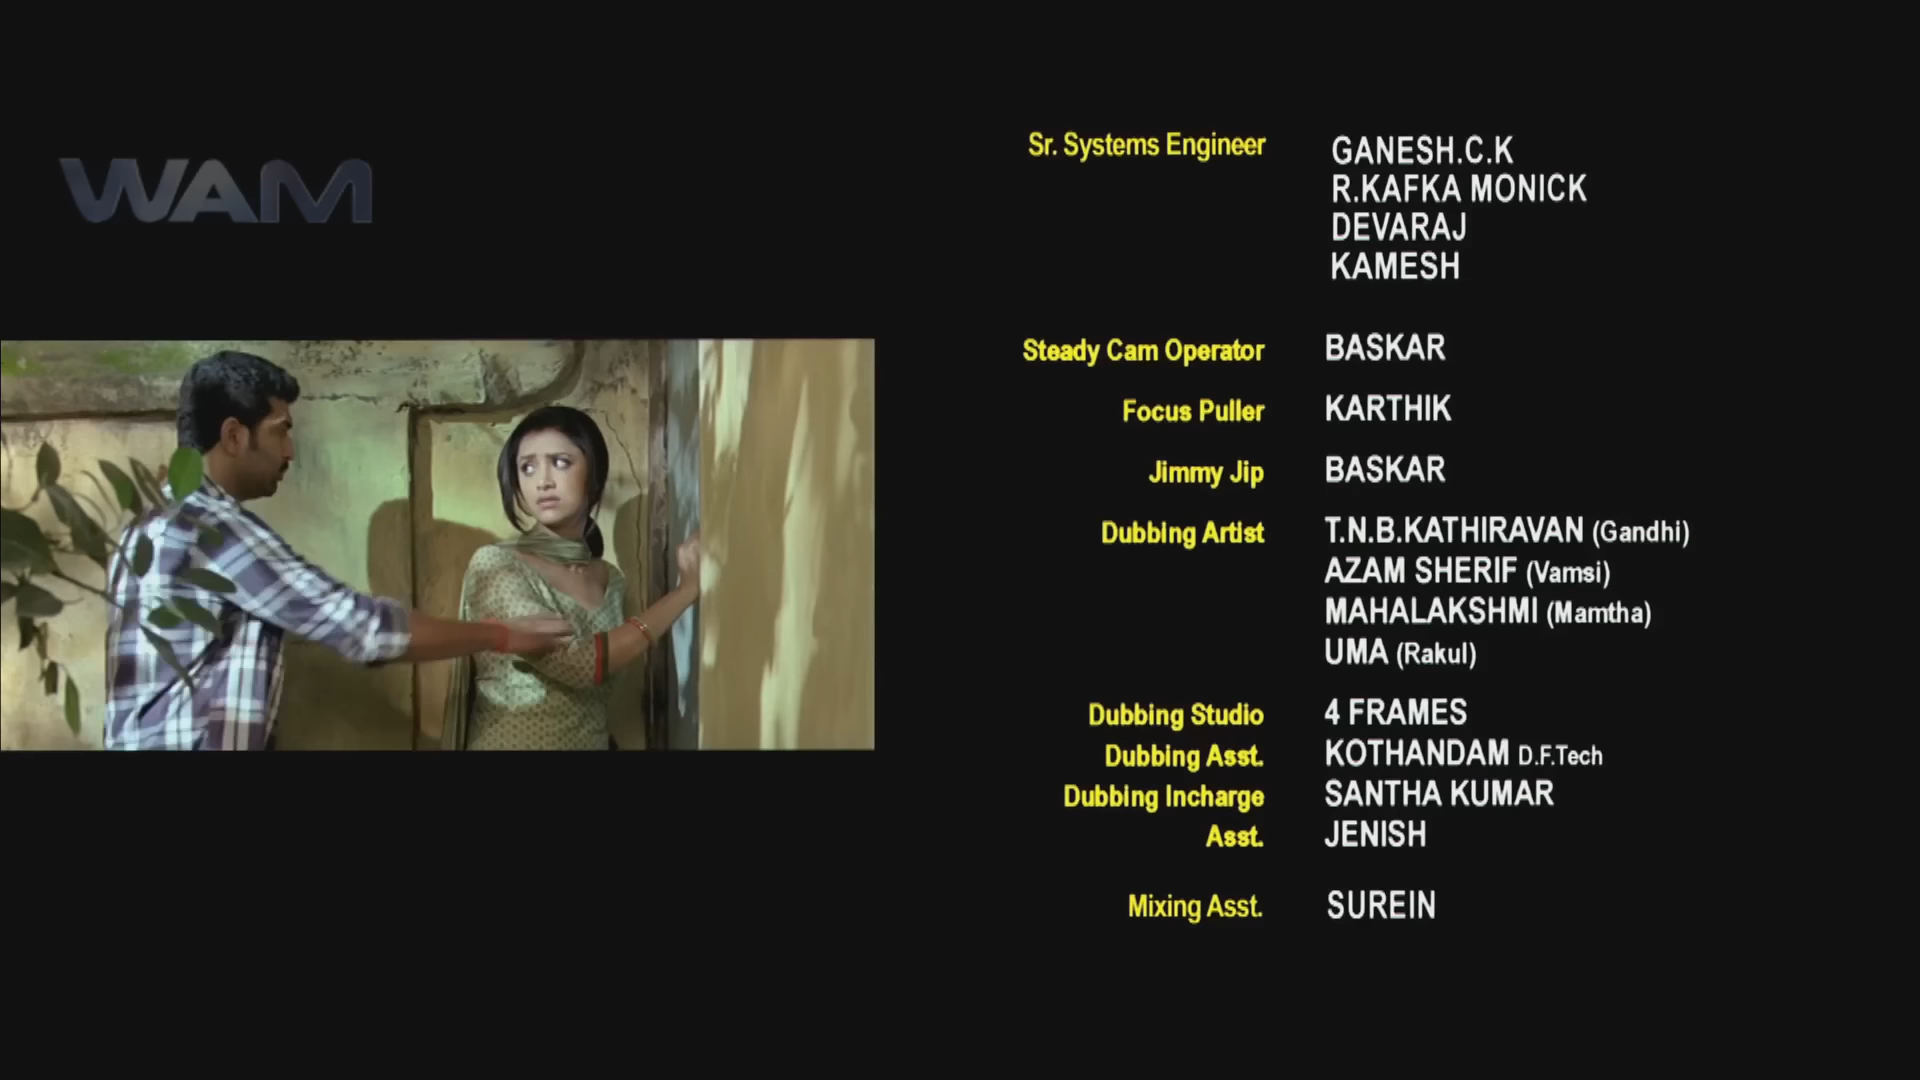 WAM
Sr. Systems Engineer GANESH.C.K
R.KAFKA MONICK
DEVARAJ
KAMESH
Steady Cam Operator BASKAR
Focus Puller KARTHIK
Jimmy Jip BASKAR
Dubbing Artist T.N.B.KATHIRAVAN (Gandhi)
AZAM SHERIF (Vamsi)
MAHALAKSHMI (Mamtha)
UMA (Rakul)
Dubbing Studio 4 FRAMES
Dubbing Asst. KOTHANDAM D.F.Tech
Dubbing Incharge SANTHA KUMAR
Asst. JENISH
Mixing Asst. SUREIN